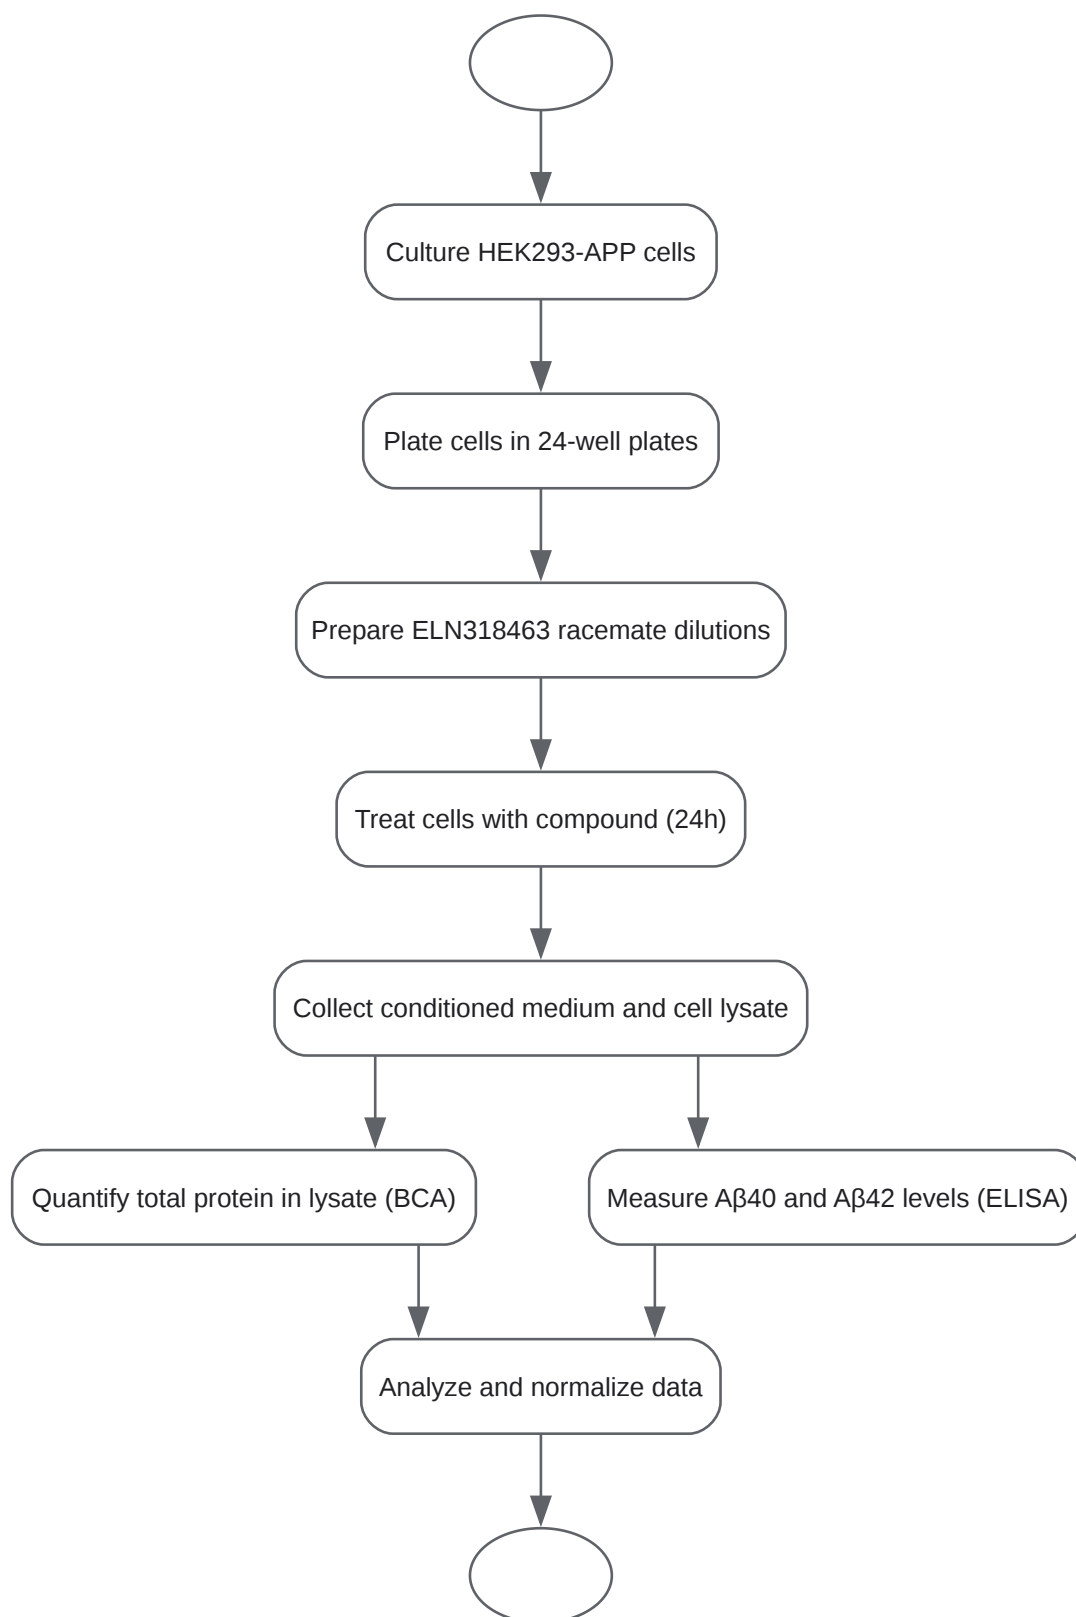 Culture HEK293-APP cells
Plate cells in 24-well plates
Prepare ELN318463 racemate dilutions
Treat cells with compound (24h)
Collect conditioned medium and cell lysate
Quantify total protein in lysate (BCA)
Measure Aβ40 and Aβ42 levels (ELISA)
Analyze and normalize data